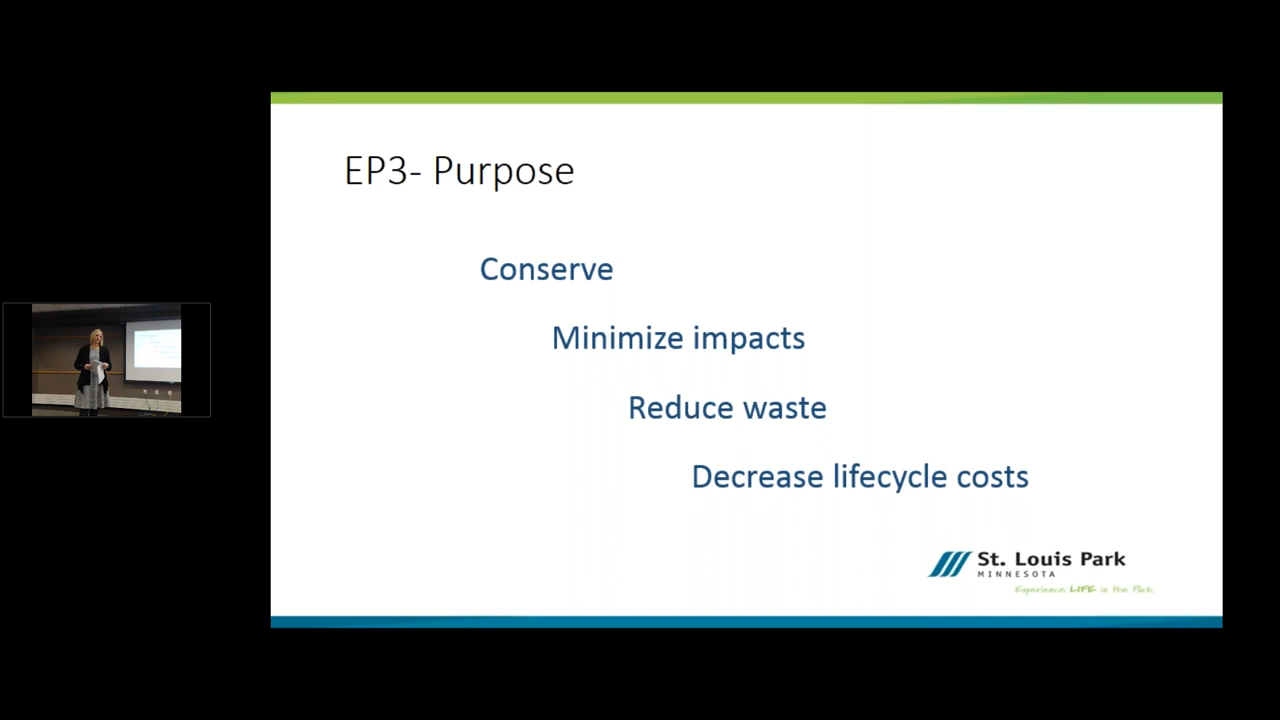 EP3- Purpose
Conserve
Minimize impacts
Reduce waste
Decrease lifecycle costs
St. Louis Park
MINNESOTA
Experience LIFE in the Park